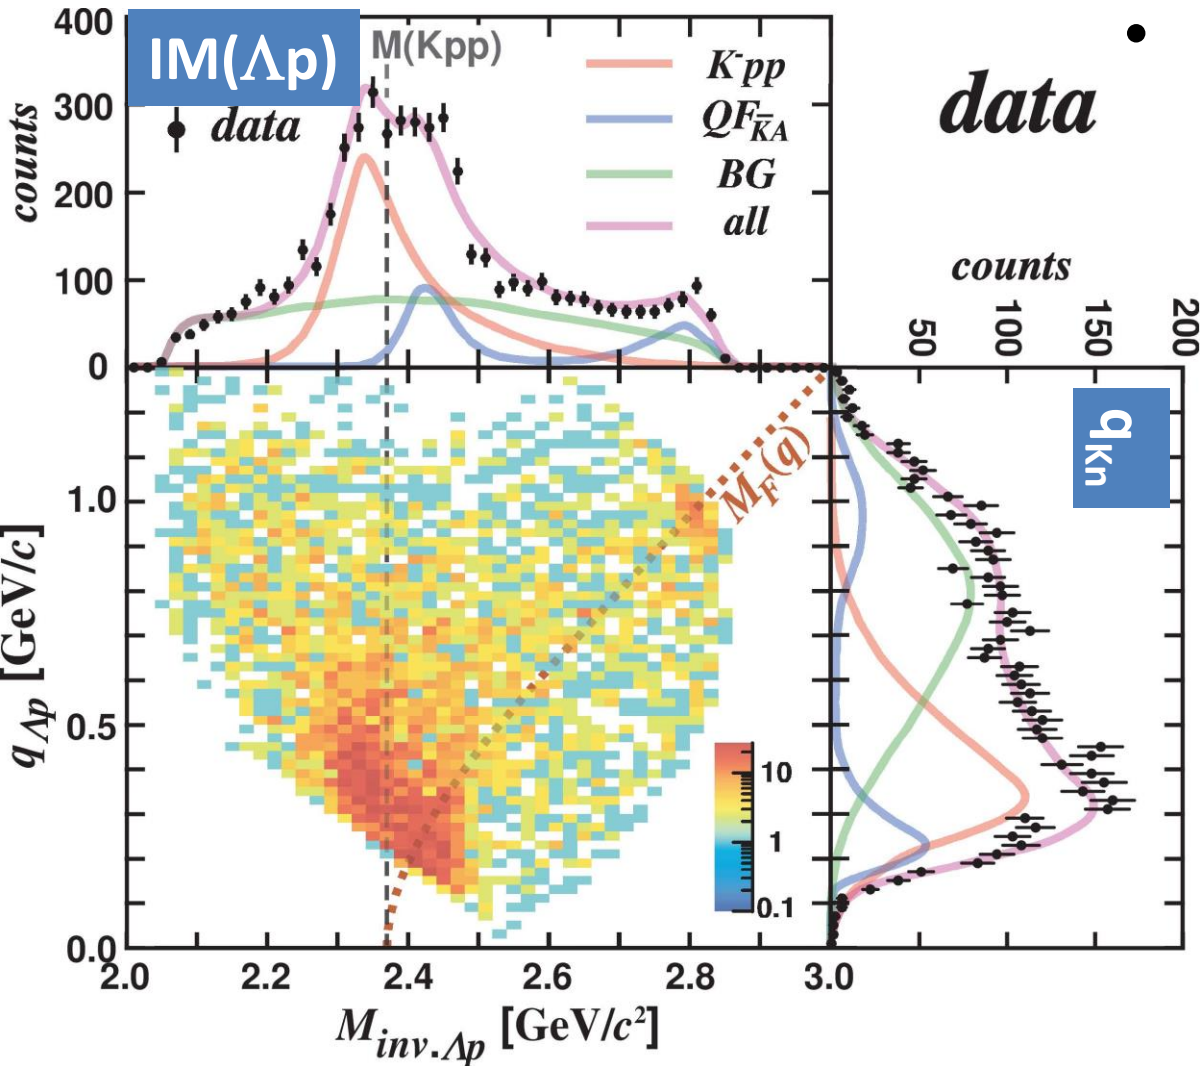 400
IM(Λp)
M(Kpp)
300
200
100
0
counts
data
K⁻pp
QF_K̄A
BG
all
data
counts
50
100
150
200
q_Kn
M_F(q)
1.0
0.5
0.0
q_Λp [GeV/c]
10
1
0.1
2.0
2.2
2.4
2.6
2.8
3.0
M_inv.Λp [GeV/c²]